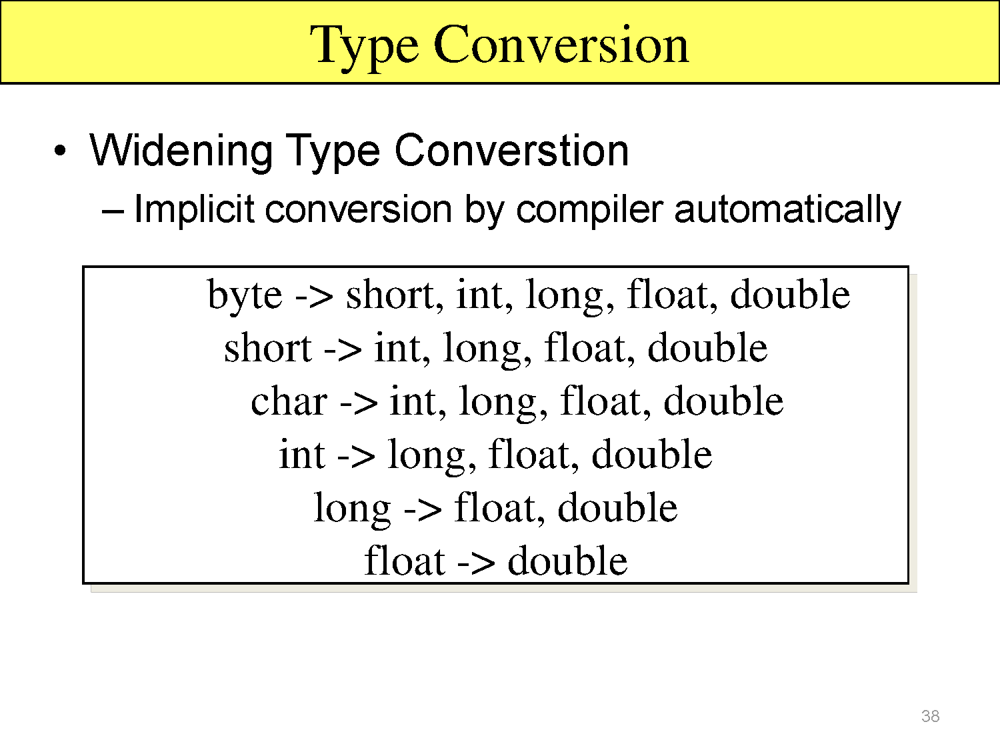 Type Conversion
• Widening Type Converstion
– Implicit conversion by compiler automatically
byte -> short, int, long, float, double
short -> int, long, float, double
char -> int, long, float, double
int -> long, float, double
long -> float, double
float -> double
38